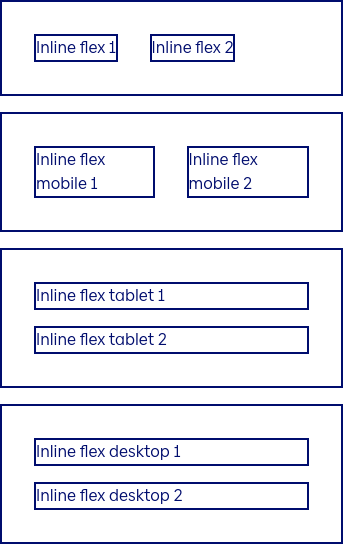 Inline flex 1
Inline flex 2
Inline flex
mobile 1
Inline flex
mobile 2
Inline flex tablet 1
Inline flex tablet 2
Inline flex desktop 1
Inline flex desktop 2